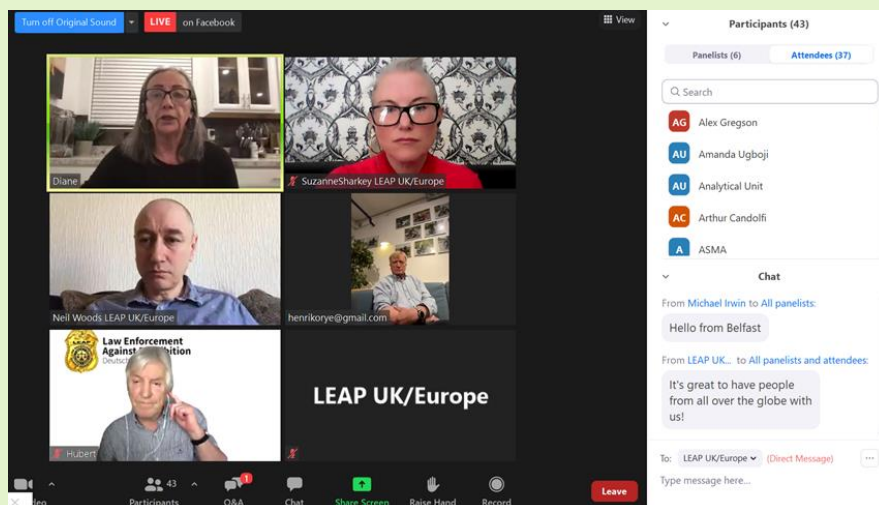 Turn off Original Sound
LIVE on Facebook
View
Diane
SuzanneSharkey LEAP UK/Europe
Neil Woods LEAP UK/Europe
henrikorye@gmail.com
Law Enforcement
Against
Hubert
LEAP UK/Europe
Participants
43
Q&A
1
Chat
Share Screen
Raise Hand
Record
Leave
Participants (43)
Panelists (6)
Attendees (37)
Search
AG Alex Gregson
AU Amanda Ugboji
AU Analytical Unit
AC Arthur Candolfi
A ASMA
Chat
From Michael Irwin to All panelists:
Hello from Belfast
From LEAP UK... to All panelists and attendees:
It's great to have people
from all over the globe with
us!
To: LEAP UK/Europe (Direct Message) ...
Type message here...